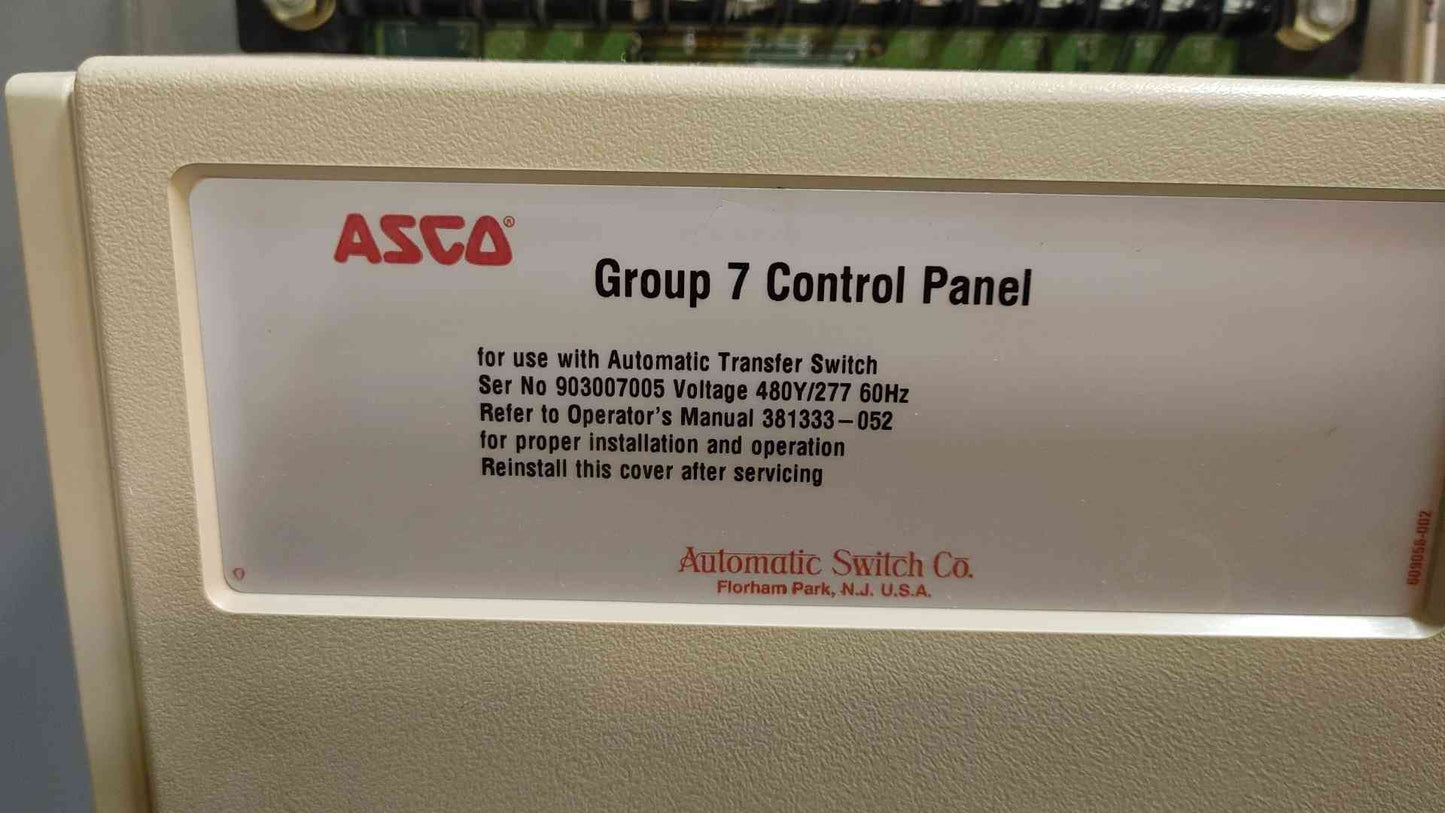 ASCO®
Group 7 Control Panel
for use with Automatic Transfer Switch
Ser No 903007005 Voltage 480Y/277 60Hz
Refer to Operator's Manual 381333–052
for proper installation and operation
Reinstall this cover after servicing
Automatic Switch Co.
Florham Park, N.J. U.S.A.
609058-002